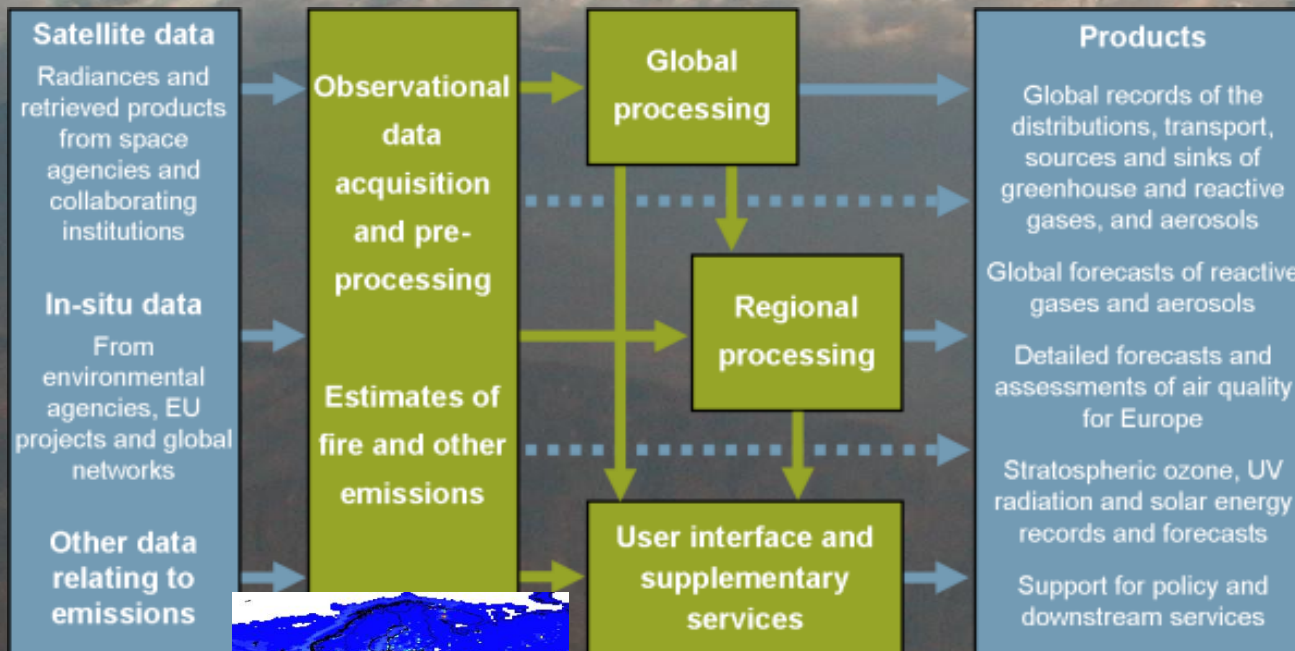 Satellite data
Radiances and
retrieved products
from space
agencies and
collaborating
institutions
In-situ data
From
environmental
agencies, EU
projects and global
networks
Other data
relating to
emissions
Observational
data
acquisition
and pre-
processing
Estimates of
fire and other
emissions
Global
processing
Regional
processing
User interface and
supplementary
services
Products
Global records of the
distributions, transport,
sources and sinks of
greenhouse and reactive
gases, and aerosols
Global forecasts of reactive
gases and aerosols
Detailed forecasts and
assessments of air quality
for Europe
Stratospheric ozone, UV
radiation and solar energy
records and forecasts
Support for policy and
downstream services